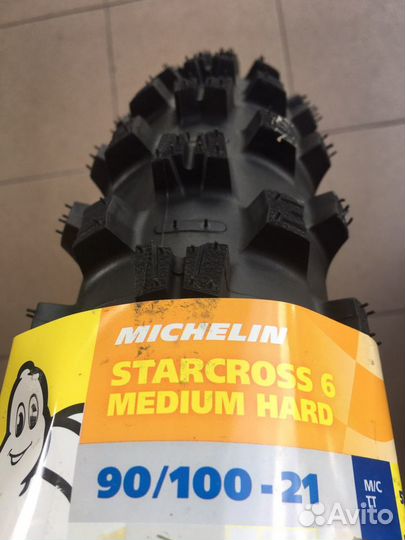 MICHELIN
STARCROSS 6
MEDIUM HARD
90/100-21
M/C
TT
Avito